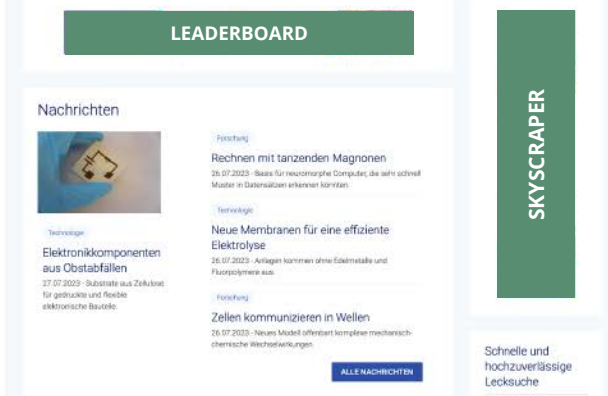 LEADERBOARD
SKYSCRAPER
Nachrichten
Technologie
Elektronikkomponenten
aus Obstabfällen
27.07.2023 - Substrate aus Zellulose
für gedruckte und flexible
elektronische Bauteile.
Forschung
Rechnen mit tanzenden Magnonen
26.07.2023 - Basis für neuromorphe Computer, die sehr schnell
Muster in Datensätzen erkennen könnten.
Technologie
Neue Membranen für eine effiziente
Elektrolyse
26.07.2023 - Anlagen kommen ohne Edelmetalle und
Fluorpolymere aus.
Forschung
Zellen kommunizieren in Wellen
26.07.2023 - Neues Modell offenbart komplexe mechanisch-
chemische Wechselwirkungen.
ALLE NACHRICHTEN
Schnelle und
hochzuverlässige
Lecksuche